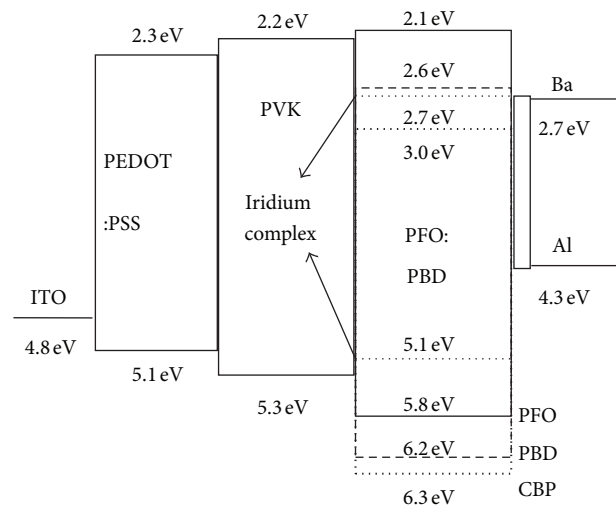 2.3 eV
2.2 eV
2.1 eV
2.6 eV
Ba
PVK
2.7 eV
2.7 eV
PEDOT
:PSS
3.0 eV
Iridium
complex
PFO:
PBD
Al
ITO
4.3 eV
4.8 eV
5.1 eV
5.1 eV
5.3 eV
5.8 eV
PFO
6.2 eV
PBD
CBP
6.3 eV